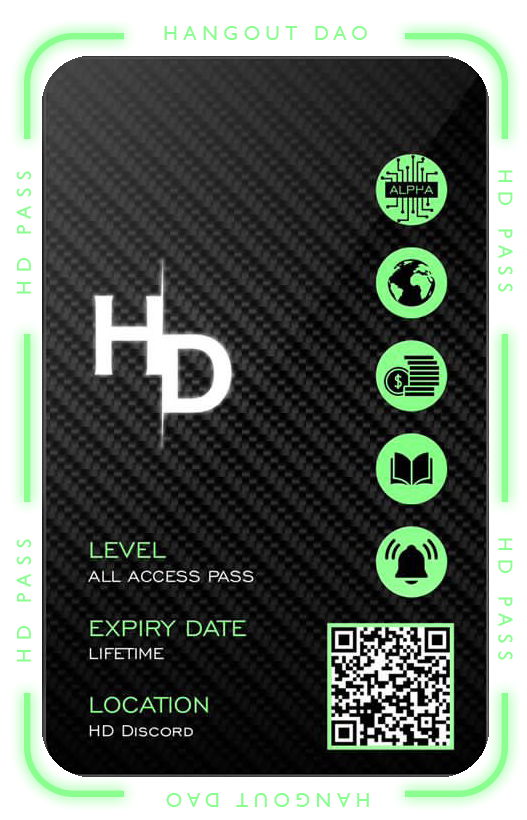 HANGOUT DAO
HD PASS
HD PASS
ALPHA
HD
$
LEVEL
ALL ACCESS PASS
EXPIRY DATE
LIFETIME
LOCATION
HD Discord
HD PASS
HD PASS
HANGOUT DAO